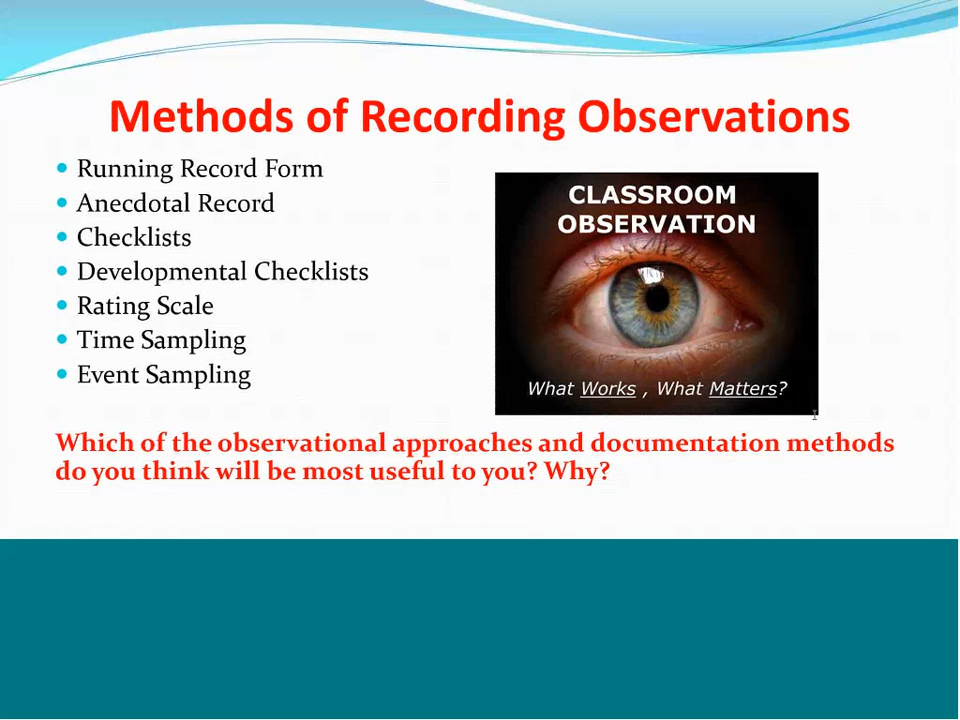 Methods of Recording Observations
Running Record Form
Anecdotal Record
Checklists
Developmental Checklists
Rating Scale
Time Sampling
Event Sampling
CLASSROOM
OBSERVATION
What Works , What Matters?
Which of the observational approaches and documentation methods
do you think will be most useful to you? Why?